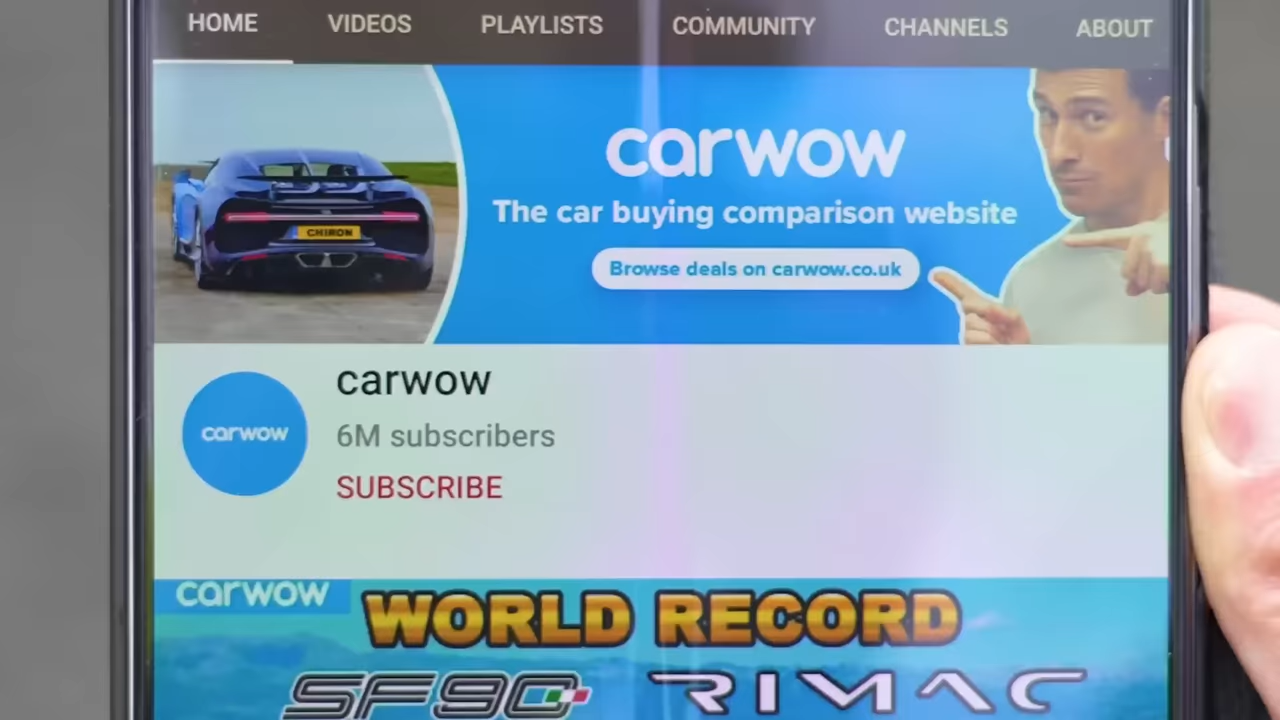 HOME VIDEOS PLAYLISTS COMMUNITY CHANNELS ABOUT
carwow
The car buying comparison website
Browse deals on carwow.co.uk
CHIRON
carwow
carwow
6M subscribers
SUBSCRIBE
carwow
WORLD RECORD
SF90 RIMAC